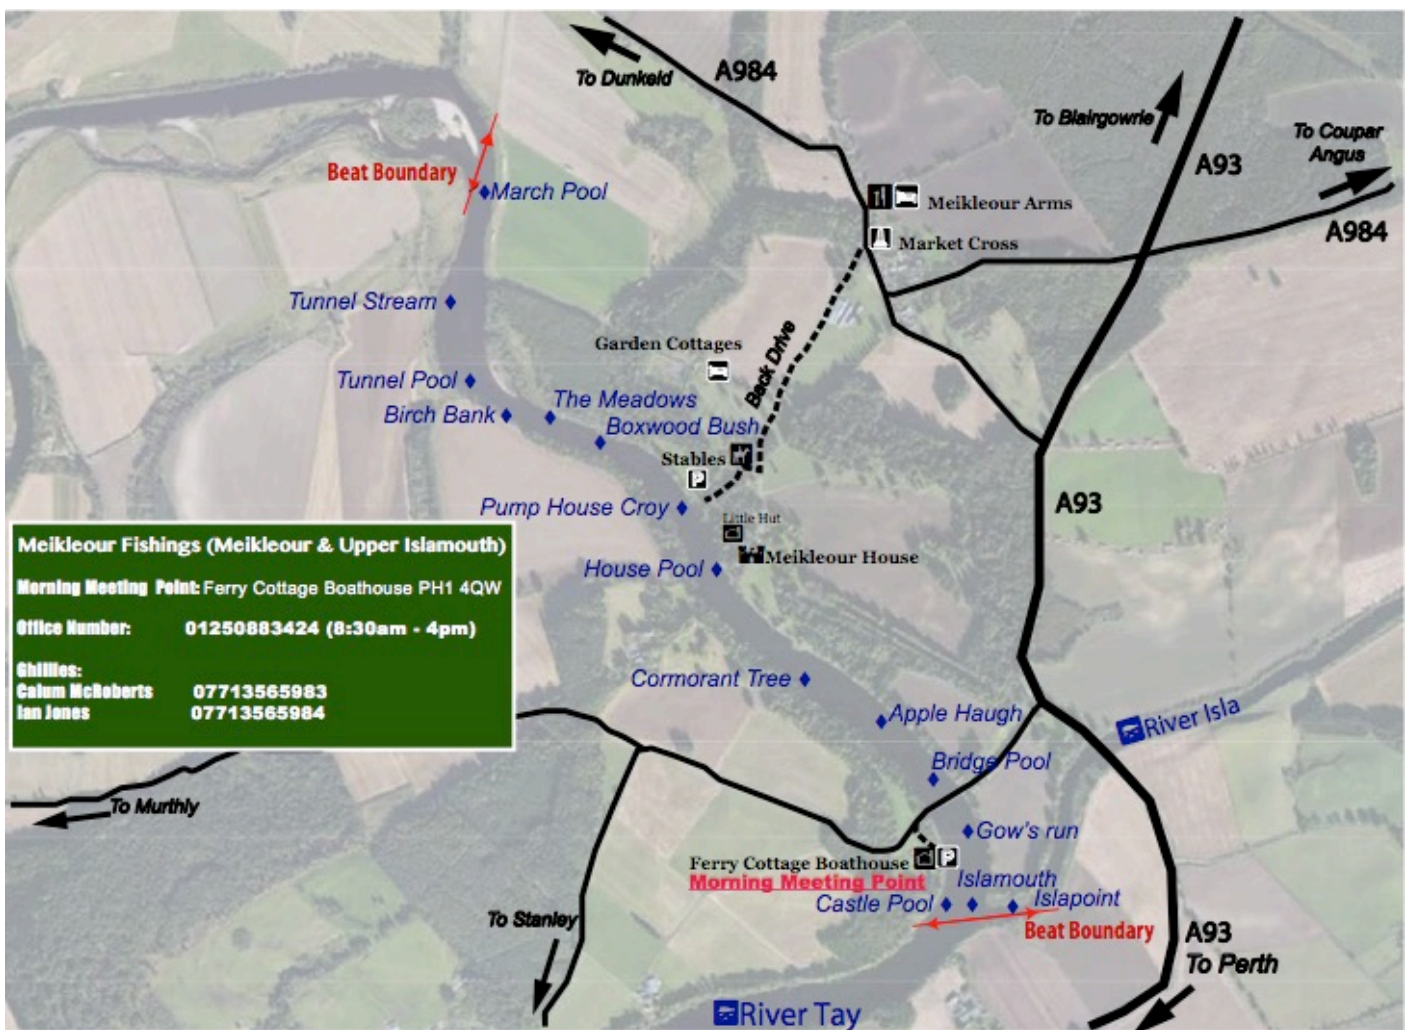 To Dunkeld
A984
To Blairgowrie
To Coupar
Angus
A93
A984
Beat Boundary
March Pool
Meikleour Arms
Market Cross
Tunnel Stream
Garden Cottages
Back Drive
Tunnel Pool
The Meadows
Birch Bank
Boxwood Bush
Stables
P
Pump House Croy
A93
Little Hut
Meikleour House
House Pool
Meikleour Fishings (Meikleour & Upper Islamouth)
Morning Meeting Point: Ferry Cottage Boathouse PH1 4QW
Office Number: 01250883424 (8:30am - 4pm)
Ghillies:
Calum McRoberts 07713565983
Ian Jones 07713565984
Cormorant Tree
Apple Haugh
River Isla
Bridge Pool
To Murthly
Gow's run
Ferry Cottage Boathouse P
Morning Meeting Point
Islamouth
Castle Pool
Islapoint
To Stanley
Beat Boundary
A93
To Perth
River Tay